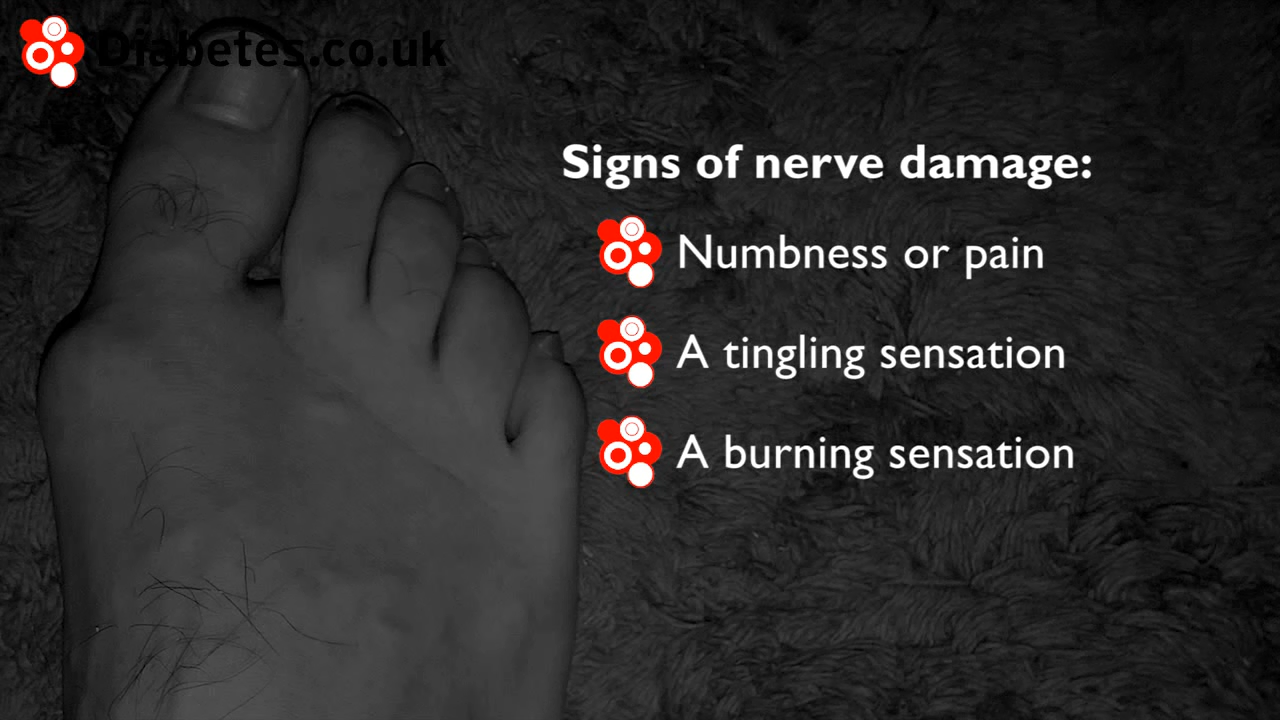 Diabetes.co.uk
Signs of nerve damage:
Numbness or pain
A tingling sensation
A burning sensation